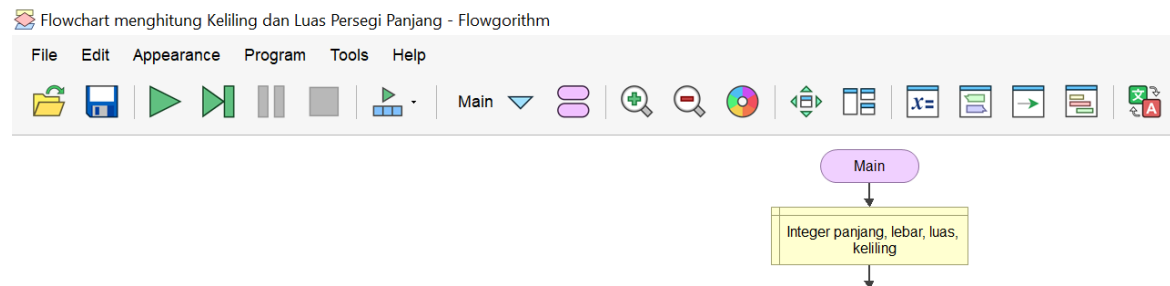 Flowchart menghitung Keliling dan Luas Persegi Panjang - Flowgorithm
File Edit Appearance Program Tools Help
Main
x=
文
A
Main
Integer panjang, lebar, luas,
keliling